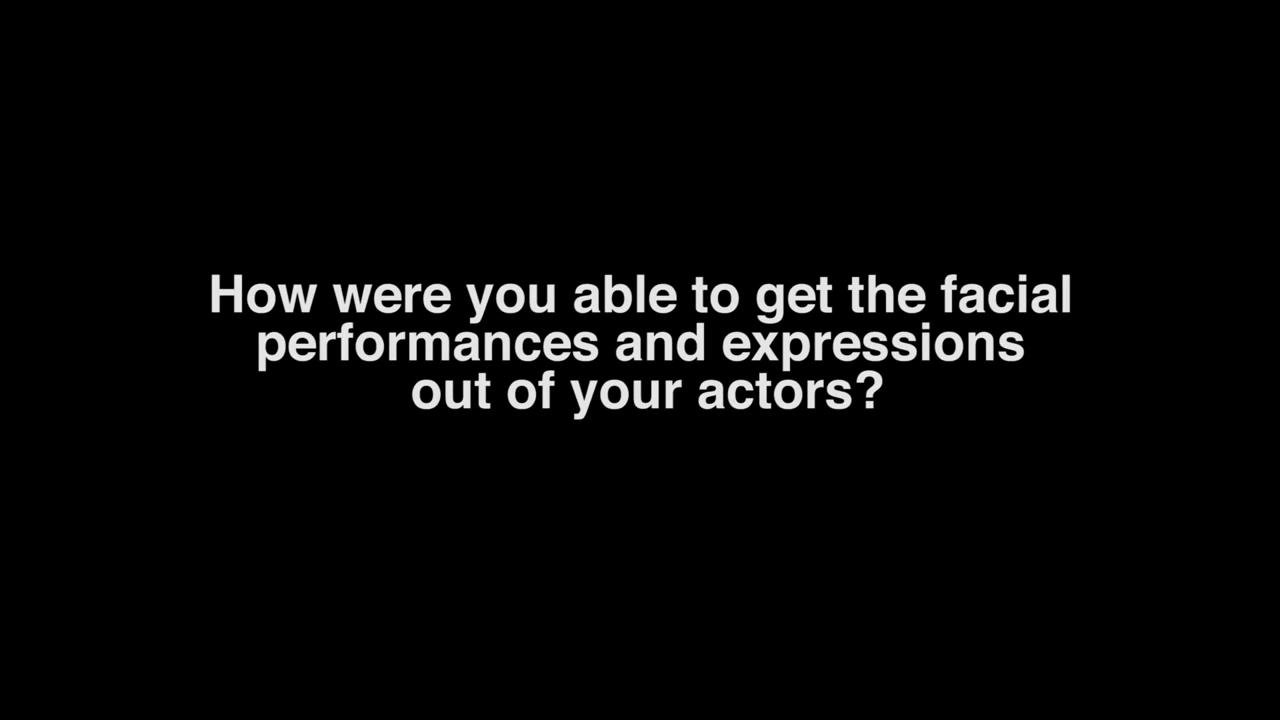 How were you able to get the facial
performances and expressions
out of your actors?